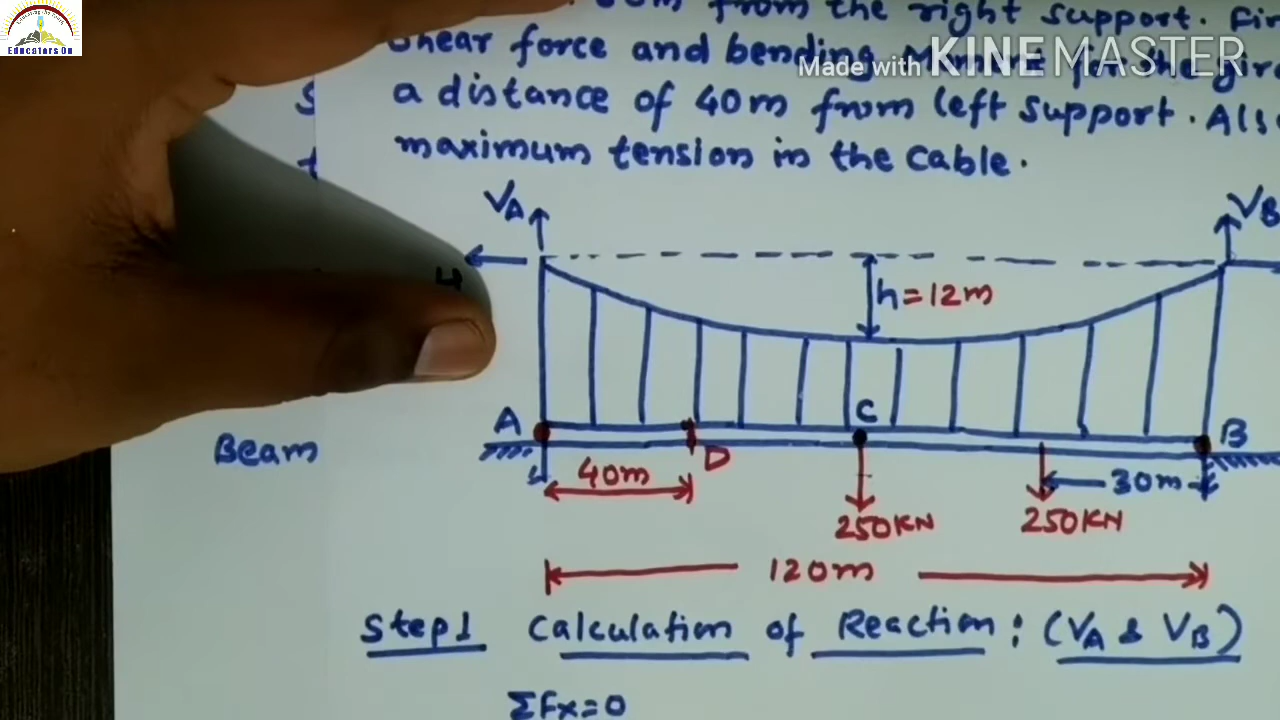 from the right support.
shear force and bending
a distance of 40m from left support. Also
maximum tension in the cable.
Made with KINEMASTER
Educators On
VA
VB
h=12m
A
C
B
Beam
40m
D
30m
250KN
250KN
120m
Step1 Calculation of Reaction: (VA & VB)
ΣFx=0